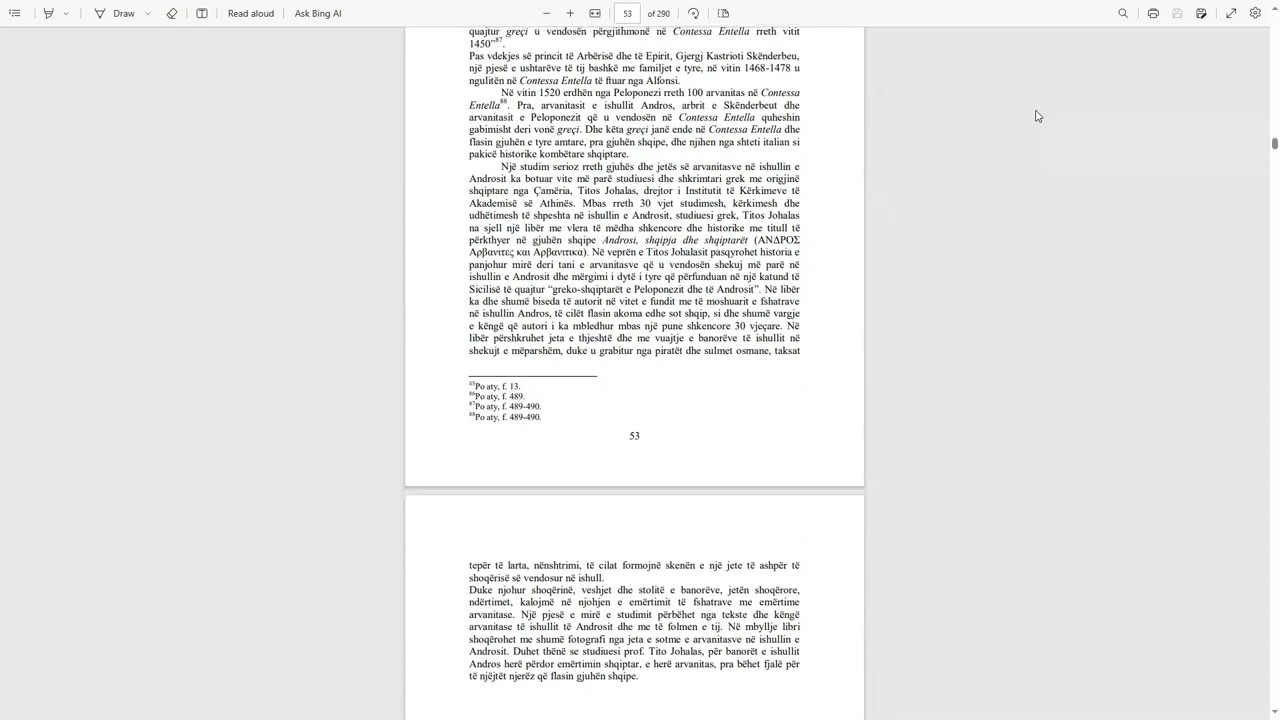 Draw
Read aloud
Ask Bing AI
53
of 290
quajtur greçi u vendosën përgjithmonë në Contessa Entella rreth vitit
1450”87.
Pas vdekjes së princit të Arbërisë dhe të Epirit, Gjergj Kastrioti Skënderbeu,
një pjesë e ushtarëve të tij bashkë me familjet e tyre, në vitin 1468-1478 u
ngulitën në Contessa Entella të ftuar nga Alfonsi.
Në vitin 1520 erdhën nga Peloponezi rreth 100 arvanitas në Contessa
Entella88. Pra, arvanitasit e ishullit Andros, arbrit e Skënderbeut dhe
arvanitasit e Peloponezit që u vendosën në Contessa Entella quheshin
gabimisht deri vonë greçi. Dhe këta greçi janë ende në Contessa Entella dhe
flasin gjuhën e tyre amtare, pra gjuhën shqipe, dhe njihen nga shteti italian si
pakicë historike kombëtare shqiptare.
Një studim serioz rreth gjuhës dhe jetës së arvanitasve në ishullin e
Androsit ka botuar vite më parë studiuesi dhe shkrimtari grek me origjinë
shqiptare nga Çamëria, Titos Johalas, drejtor i Institutit të Kërkimeve të
Akademisë së Athinës. Mbas rreth 30 vjet studimesh, kërkimesh dhe
udhëtimesh të shpeshta në ishullin e Androsit, studiuesi grek, Titos Johalas
na sjell një libër me vlera të mëdha shkencore dhe historike me titull të
përkthyer në gjuhën shqipe Androsi, shqipja dhe shqiptarët (ΑΝΔΡΟΣ
Αρβανιτες και Αρβανιτικα). Në veprën e Titos Johalasit pasqyrohet historia e
panjohur mirë deri tani e arvanitasve që u vendosën shekuj më parë në
ishullin e Androsit dhe mërgimi i dytë i tyre që përfunduan në një katund të
Sicilisë të quajtur “greko-shqiptarët e Peloponezit dhe të Androsit”. Në libër
ka dhe shumë biseda të autorit në vitet e fundit me të moshuarit e fshatrave
në ishullin Andros, të cilët flasin akoma edhe sot shqip, si dhe shumë vargje
e këngë që autori i ka mbledhur mbas një pune shkencore 30 vjeçare. Në
libër përshkruhet jeta e thjeshtë dhe me vuajtje e banorëve të ishullit në
shekujt e mëparshëm, duke u grabitur nga piratët dhe sulmet osmane, taksat
85Po aty, f. 13.
86Po aty, f. 489.
87Po aty, f. 489-490.
88Po aty, f. 489-490.
53
tepër të larta, nënshtrimi, të cilat formojnë skenën e një jete të ashpër të
shoqërisë së vendosur në ishull.
Duke njohur shoqërinë, veshjet dhe stolitë e banorëve, jetën shoqërore,
ndërtimet, kalojmë në njohjen e emërtimit të fshatrave me emërtime
arvanitase. Një pjesë e mirë e studimit përbëhet nga tekste dhe këngë
arvanitase të ishullit të Androsit dhe me të folmen e tij. Në mbyllje libri
shoqërohet me shumë fotografi nga jeta e sotme e arvanitasve në ishullin e
Androsit. Duhet thënë se studiuesi prof. Tito Johalas, për banorët e ishullit
Andros herë përdor emërtimin shqiptar, e herë arvanitas, pra bëhet fjalë për
të njëjtët njerëz që flasin gjuhën shqipe.